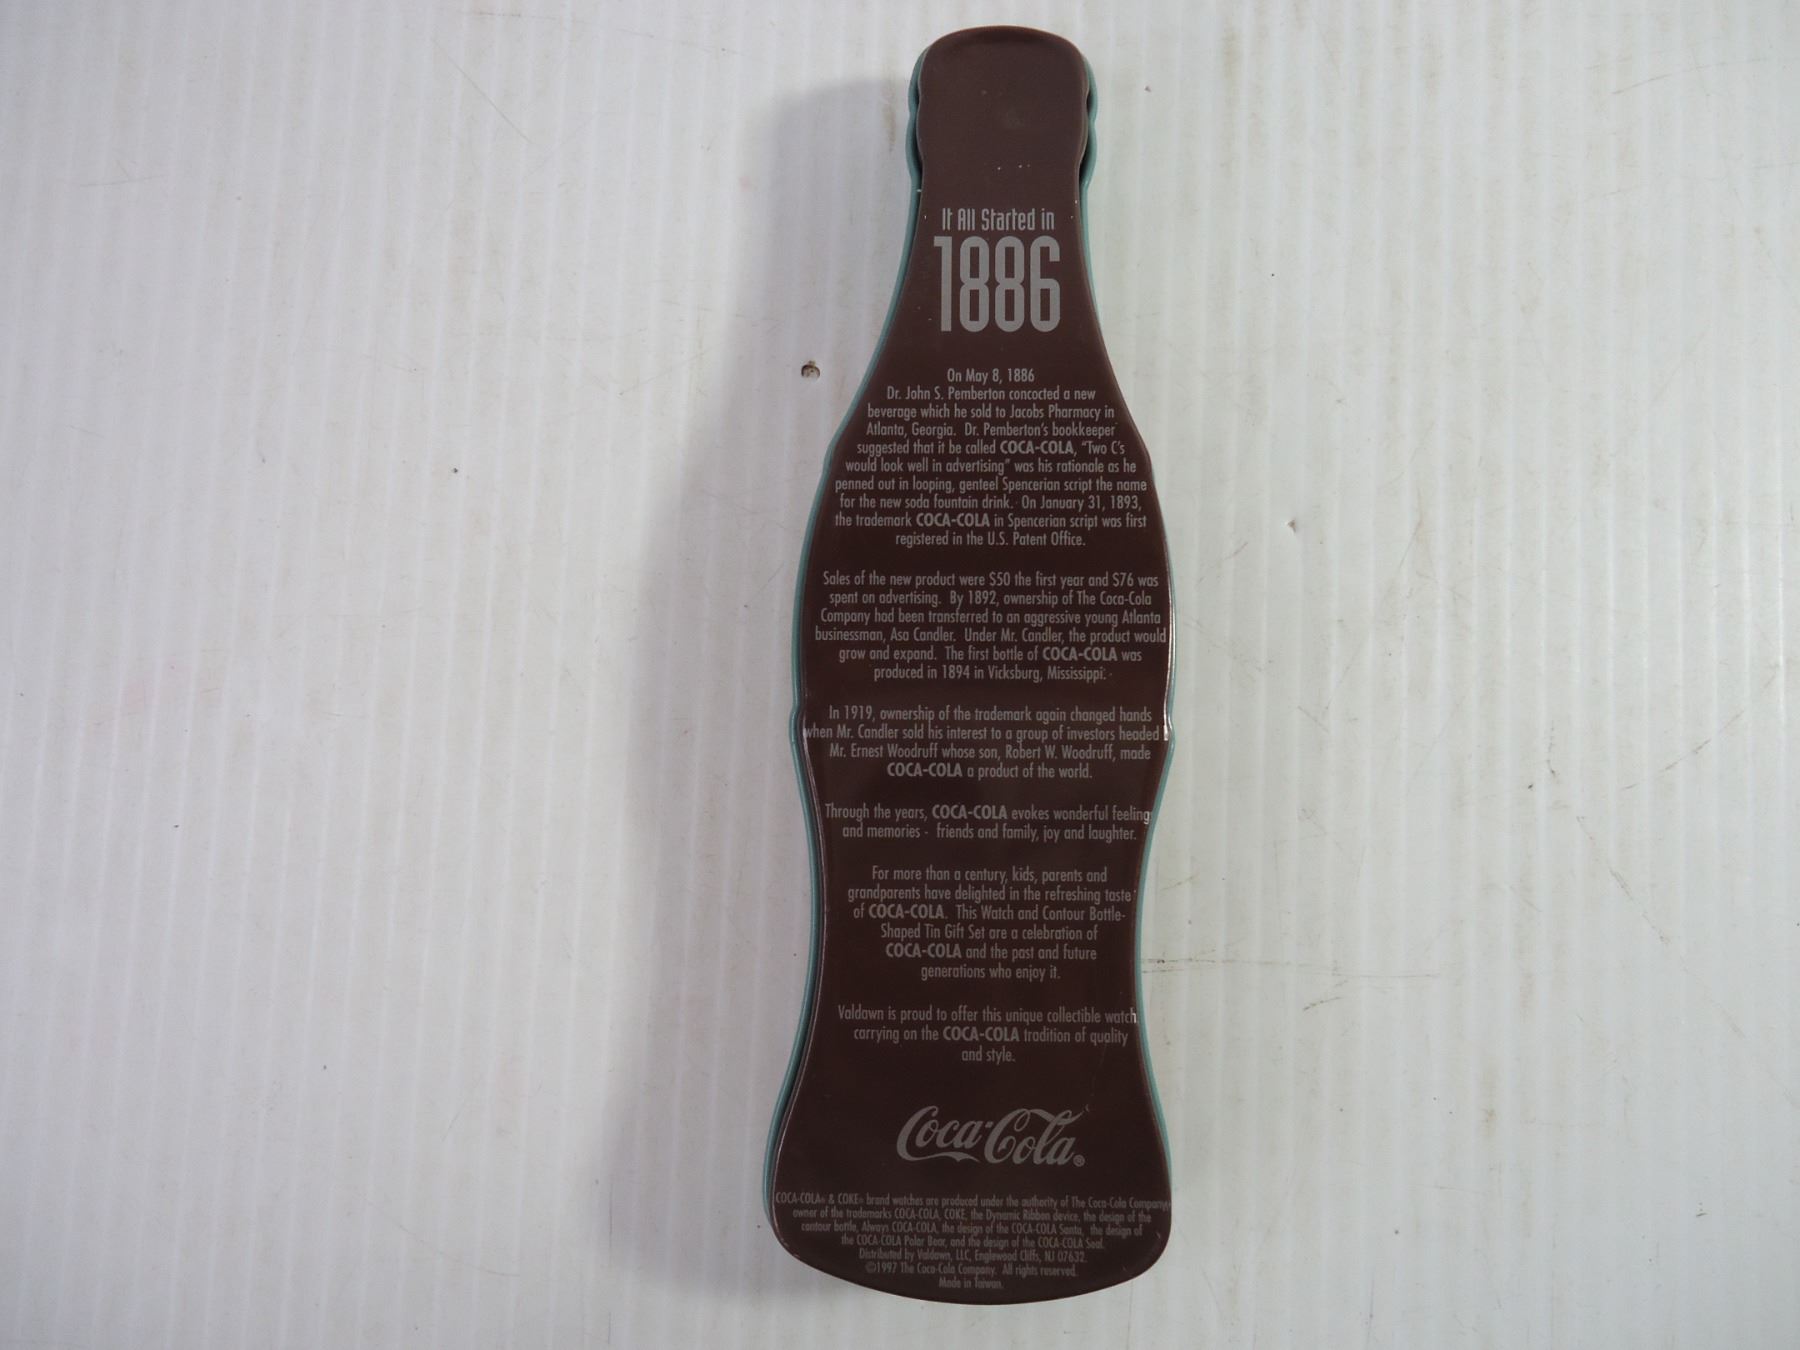 It All Started in
1886
On May 8, 1886
Dr. John S. Pemberton concocted a new
beverage which he sold to Jacobs Pharmacy in
Atlanta, Georgia. Dr. Pemberton's bookkeeper
suggested that it be called COCA-COLA, "Two C's
would look well in advertising" was his rationale as he
penned out in looping, genteel Spencerian script the name
for the new soda fountain drink. On January 31, 1893,
the trademark COCA-COLA in Spencerian script was first
registered in the U.S. Patent Office.
Sales of the new product were $50 the first year and $76 was
spent on advertising. By 1892, ownership of The Coca-Cola
Company had been transferred to an aggressive young Atlanta
businessman, Asa Candler. Under Mr. Candler, the product would
grow and expand. The first bottle of COCA-COLA was
produced in 1894 in Vicksburg, Mississippi.
In 1919, ownership of the trademark again changed hands
when Mr. Candler sold his interest to a group of investors headed
Mr. Ernest Woodruff whose son, Robert W. Woodruff, made
COCA-COLA a product of the world.
Through the years, COCA-COLA evokes wonderful feelings
and memories - friends and family, joy and laughter.
For more than a century, kids, parents and
grandparents have delighted in the refreshing taste
of COCA-COLA. This Watch and Contour Bottle-
Shaped Tin Gift Set are a celebration of
COCA-COLA and the past and future
generations who enjoy it.
Valdawn is proud to offer this unique collectible watch
carrying on the COCA-COLA tradition of quality
and style.
Coca-Cola®
COCA-COLA® & COKE® brand watches are produced under the authority of The Coca-Cola Company,
owner of the trademarks COCA-COLA, COKE, the Dynamic Ribbon device, the design of the
contour bottle, Always COCA-COLA, the design of the COCA-COLA Santa, the design of
the COCA-COLA Polar Bear, and the design of the COCA-COLA Seal.
Distributed by Valdawn, LLC, Englewood Cliffs, NJ 07632.
©1997 The Coca-Cola Company. All rights reserved.
Made in Taiwan.